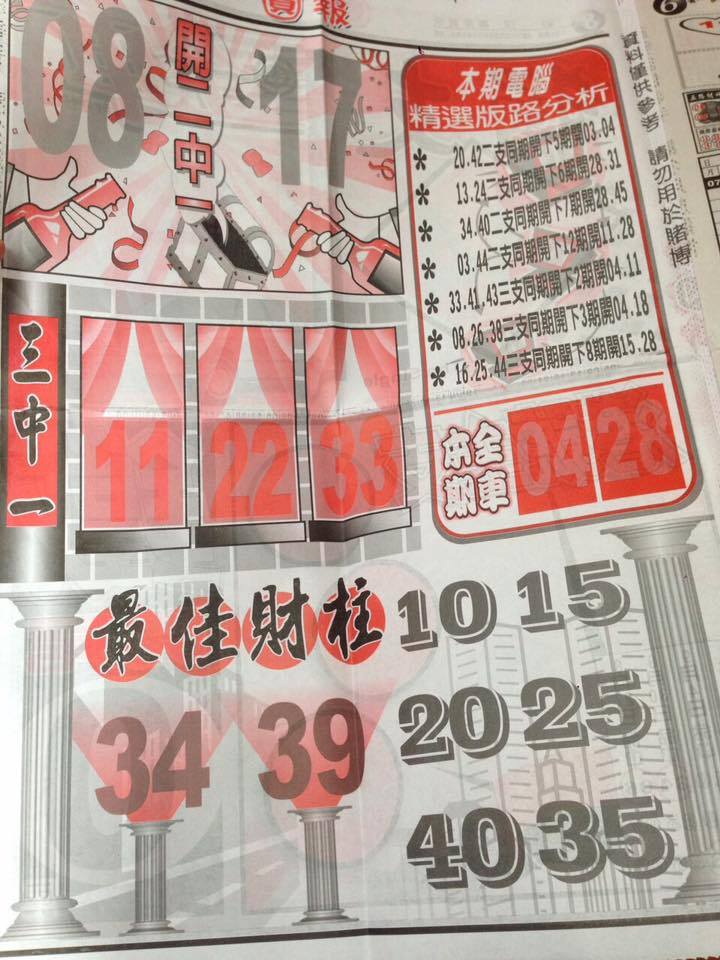 報
08
開二中一
17
資料僅供參考 請勿用於賭博
本期電腦
精選版路分析
* 20.42二支同期開下5期開03.04
* 13.24二支同期開下6期開28.31
* 34.40二支同期開下7期開28.45
* 03.44二支同期開下12期開11.28
* 33.41.43三支同期開下2期開04.11
* 08.26.38三支同期開下3期開04.18
* 16.25.44三支同期開下8期開15.28
本期
全車
04 28
三中一
11 22 33
最佳財柱
10 15
34 39
20 25
40 35